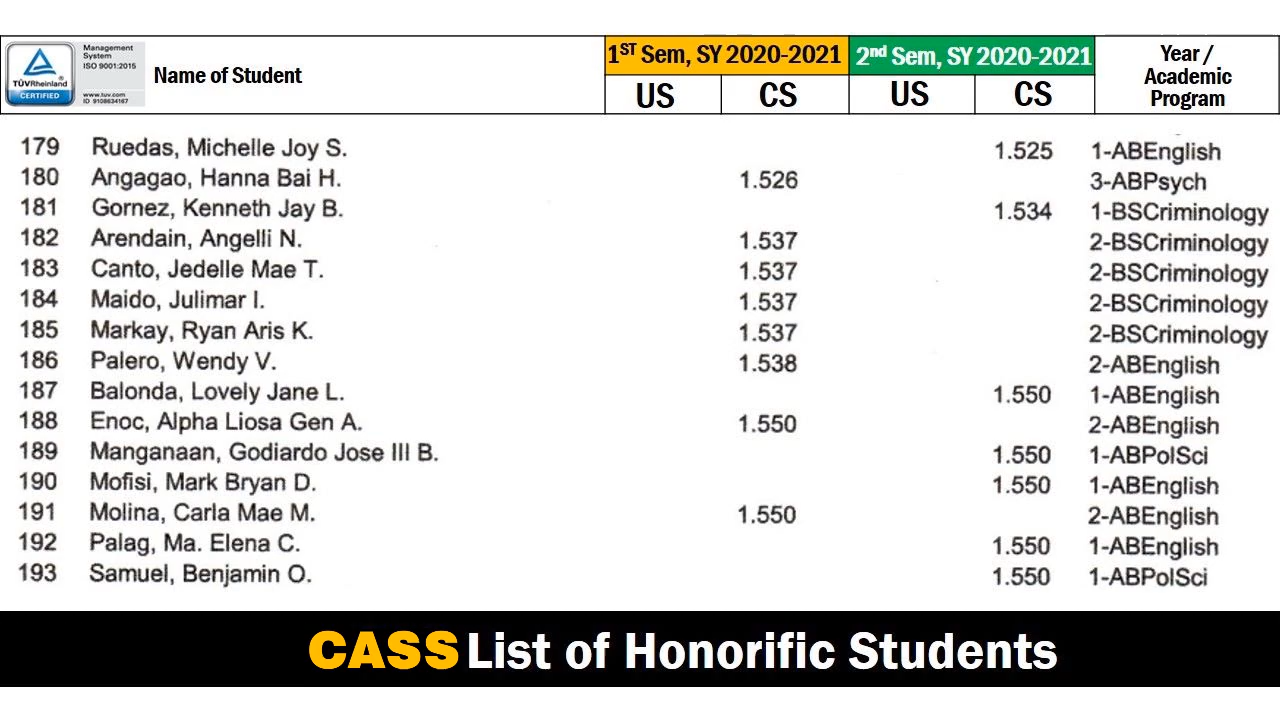 Management
System
ISO 9001:2015
TÜVRheinland®
CERTIFIED
www.tuv.com
ID 9108634167
Name of Student
1ST Sem, SY 2020-2021
2nd Sem, SY 2020-2021
US CS US CS
Year /
Academic
Program
179 Ruedas, Michelle Joy S. 1.525 1-ABEnglish
180 Angagao, Hanna Bai H. 1.526 3-ABPsych
181 Gornez, Kenneth Jay B. 1.534 1-BSCriminology
182 Arendain, Angelli N. 1.537 2-BSCriminology
183 Canto, Jedelle Mae T. 1.537 2-BSCriminology
184 Maido, Julimar I. 1.537 2-BSCriminology
185 Markay, Ryan Aris K. 1.537 2-BSCriminology
186 Palero, Wendy V. 1.538 2-ABEnglish
187 Balonda, Lovely Jane L. 1.550 1-ABEnglish
188 Enoc, Alpha Liosa Gen A. 1.550 2-ABEnglish
189 Manganaan, Godiardo Jose III B. 1.550 1-ABPolSci
190 Mofisi, Mark Bryan D. 1.550 1-ABEnglish
191 Molina, Carla Mae M. 1.550 2-ABEnglish
192 Palag, Ma. Elena C. 1.550 1-ABEnglish
193 Samuel, Benjamin O. 1.550 1-ABPolSci
CASS List of Honorific Students